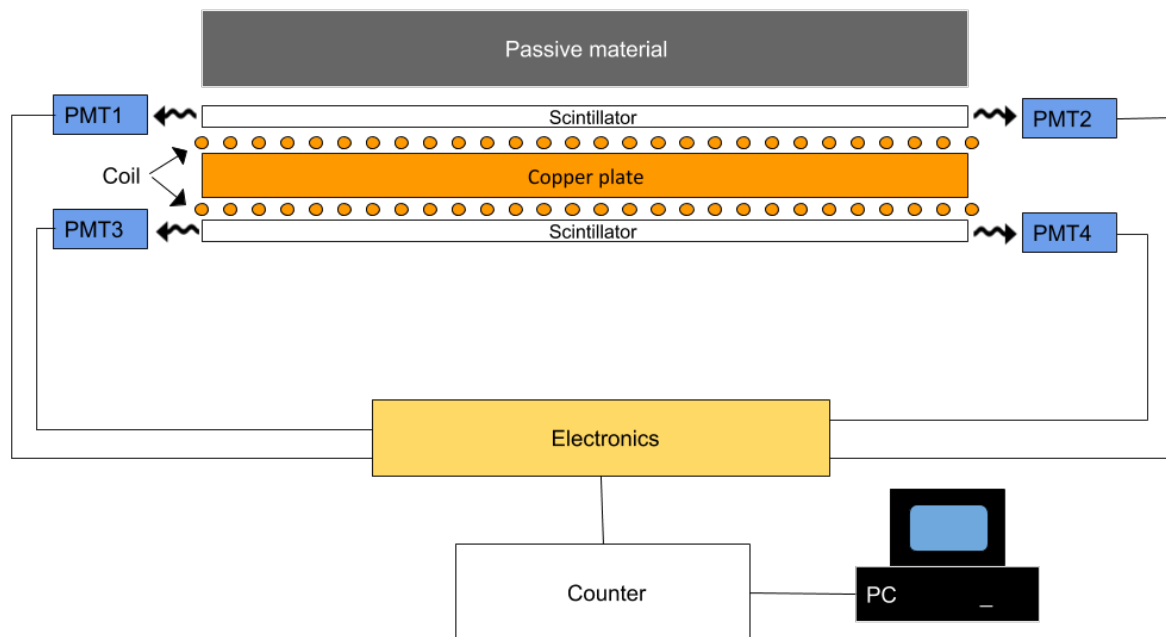 Passive material
PMT1
Scintillator
PMT2
Coil
Copper plate
PMT3
Scintillator
PMT4
Electronics
Counter
PC _